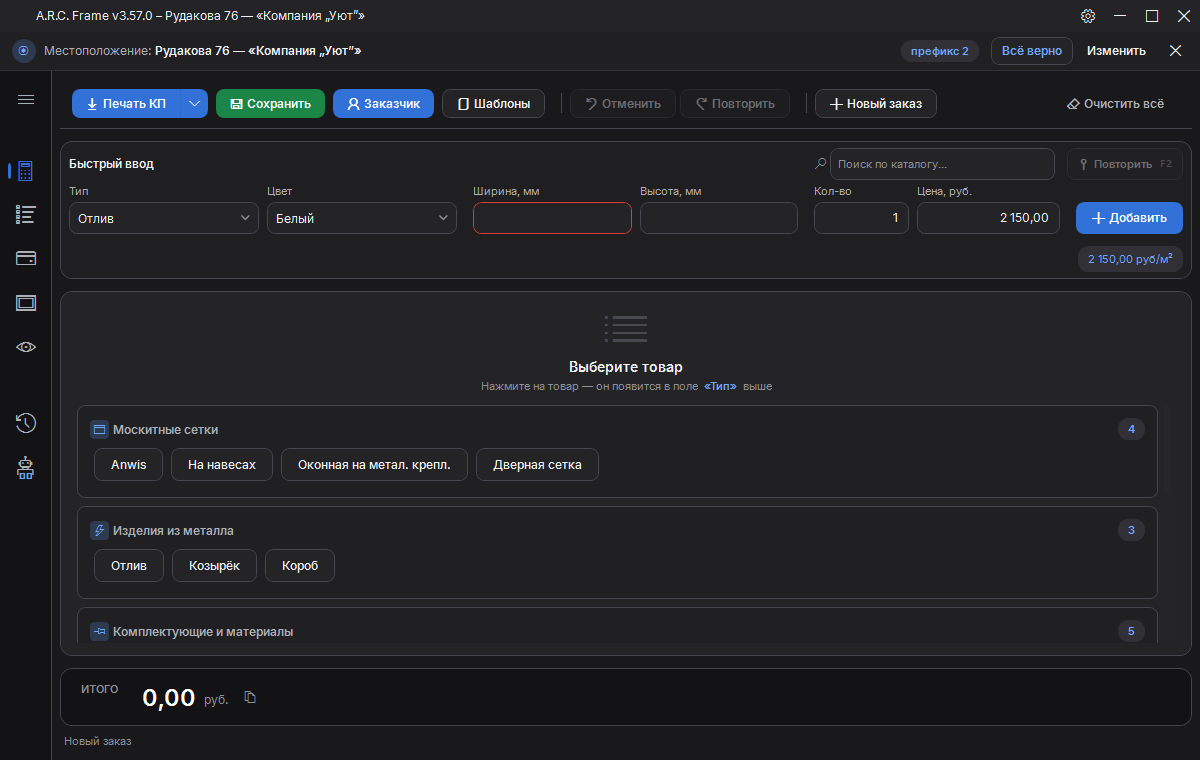 A.R.C. Frame v3.57.0 – Рудакова 76 — «Компания „Уют"»
Местоположение: Рудакова 76 — «Компания „Уют"» префикс 2 Всё верно Изменить
Печать КП Сохранить Заказчик Шаблоны Отменить Повторить Новый заказ Очистить всё
Быстрый ввод Поиск по каталогу... Повторить F2
Тип Цвет Ширина, мм Высота, мм Кол-во Цена, руб.
Отлив Белый 1 2 150,00 Добавить
2 150,00 руб/м²
Выберите товар
Нажмите на товар — он появится в поле «Тип» выше
Москитные сетки 4
Anwis На навесах Оконная на метал. крепл. Дверная сетка
Изделия из металла 3
Отлив Козырёк Короб
Комплектующие и материалы 5
ИТОГО 0,00 руб.
Новый заказ